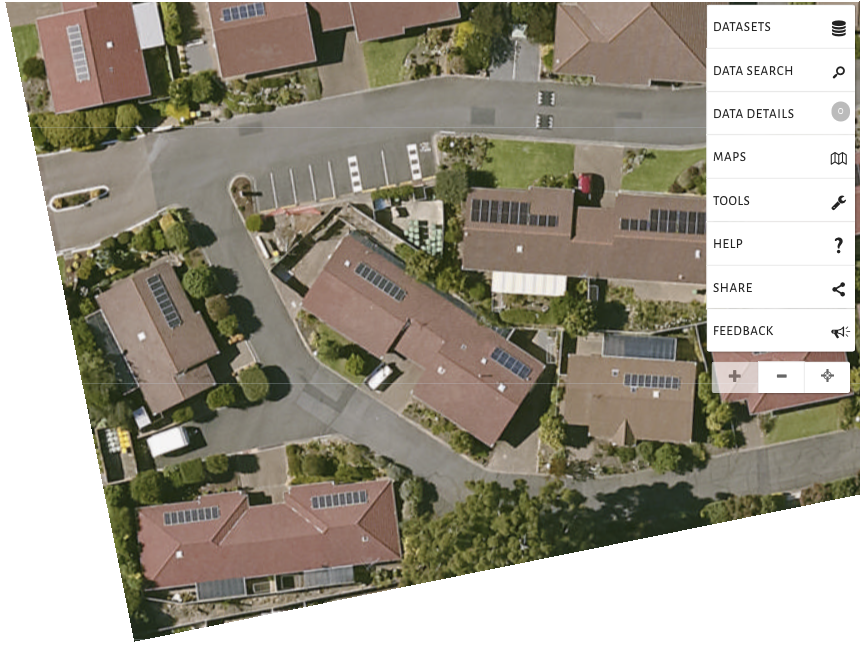 DATASETS
DATA SEARCH
DATA DETAILS
0
MAPS
TOOLS
HELP
?
SHARE
FEEDBACK
+
−